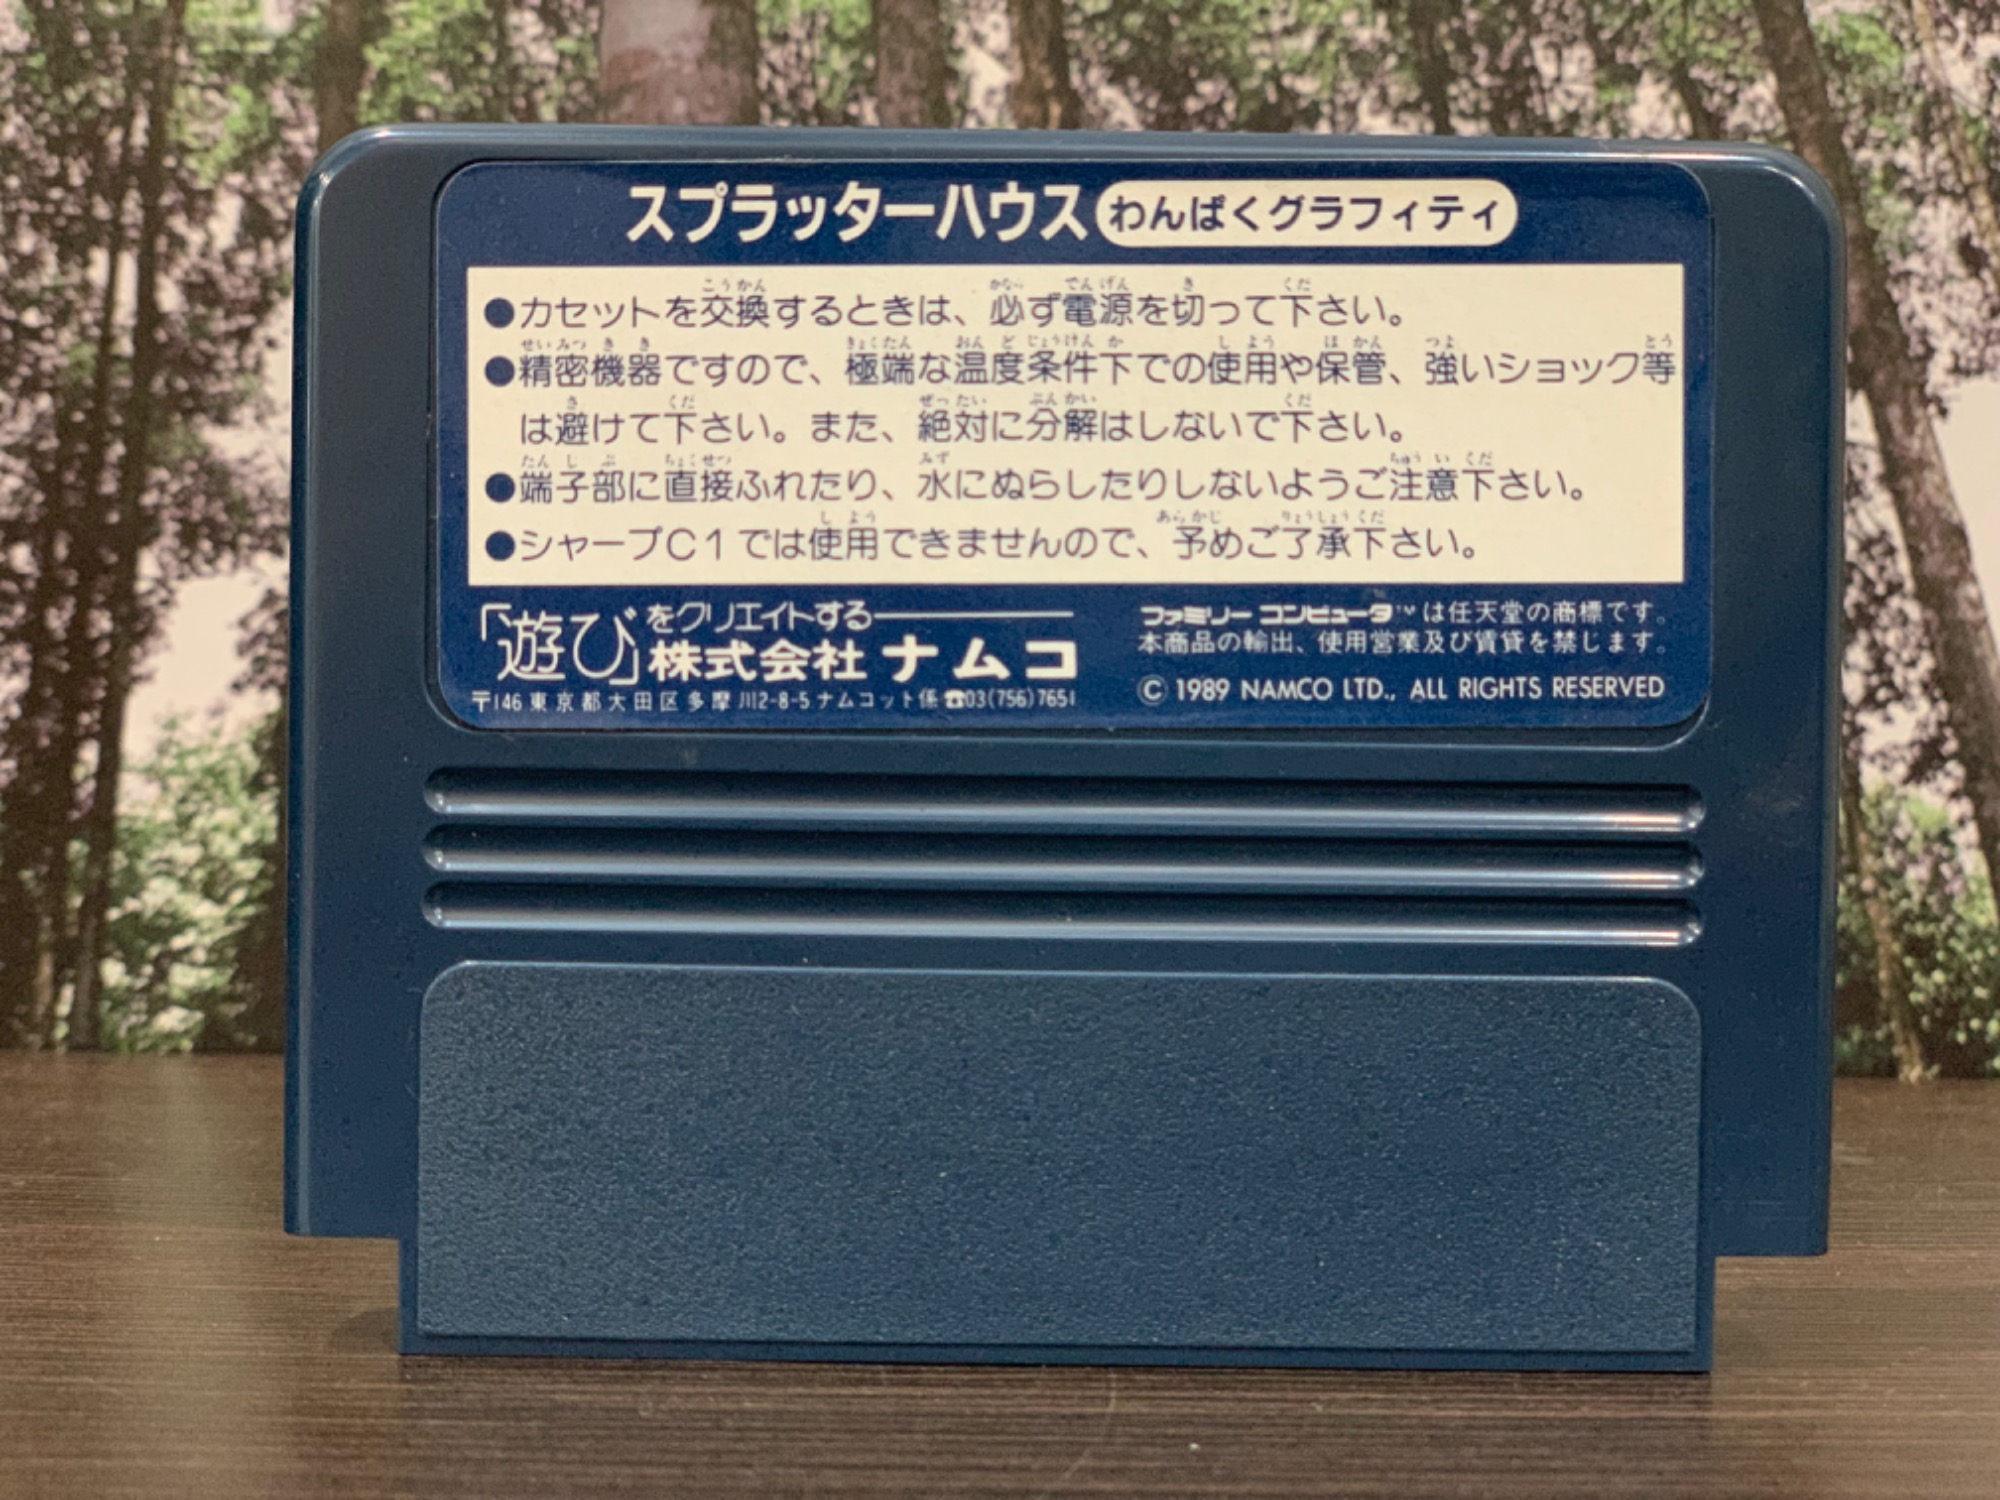 スプラッターハウス わんぱくグラフィティ
●カセットを交換するときは、必ず電源を切って下さい。
●精密機器ですので、極端な温度条件下での使用や保管、強いショック等
は避けて下さい。また、絶対に分解はしないで下さい。
●端子部に直接ふれたり、水にぬらしたりしないようご注意下さい。
●シャープC1では使用できませんので、予めご了承下さい。
「遊び」をクリエイトする
株式会社ナムコ
〒146 東京都大田区多摩川2-8-5 ナムコット係 ☎03(756)7651
ファミリーコンピュータ™は任天堂の商標です。
本商品の輸出、使用営業及び賃貸を禁じます。
© 1989 NAMCO LTD., ALL RIGHTS RESERVED